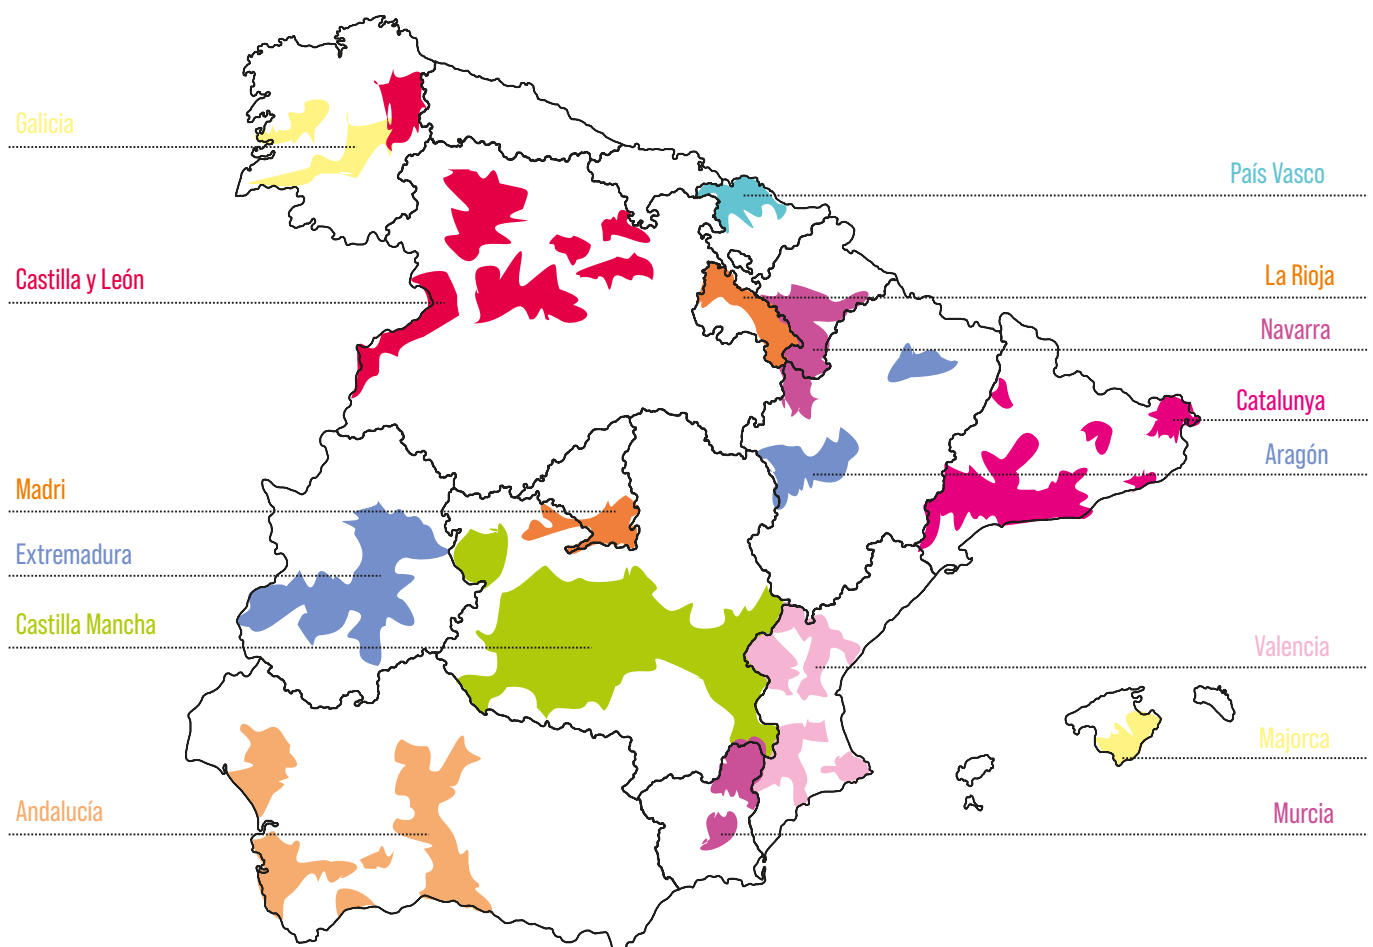 Galicia
Castilla y León
Madri
Extremadura
Castilla Mancha
Andalucía
País Vasco
La Rioja
Navarra
Catalunya
Aragón
Valencia
Majorca
Murcia